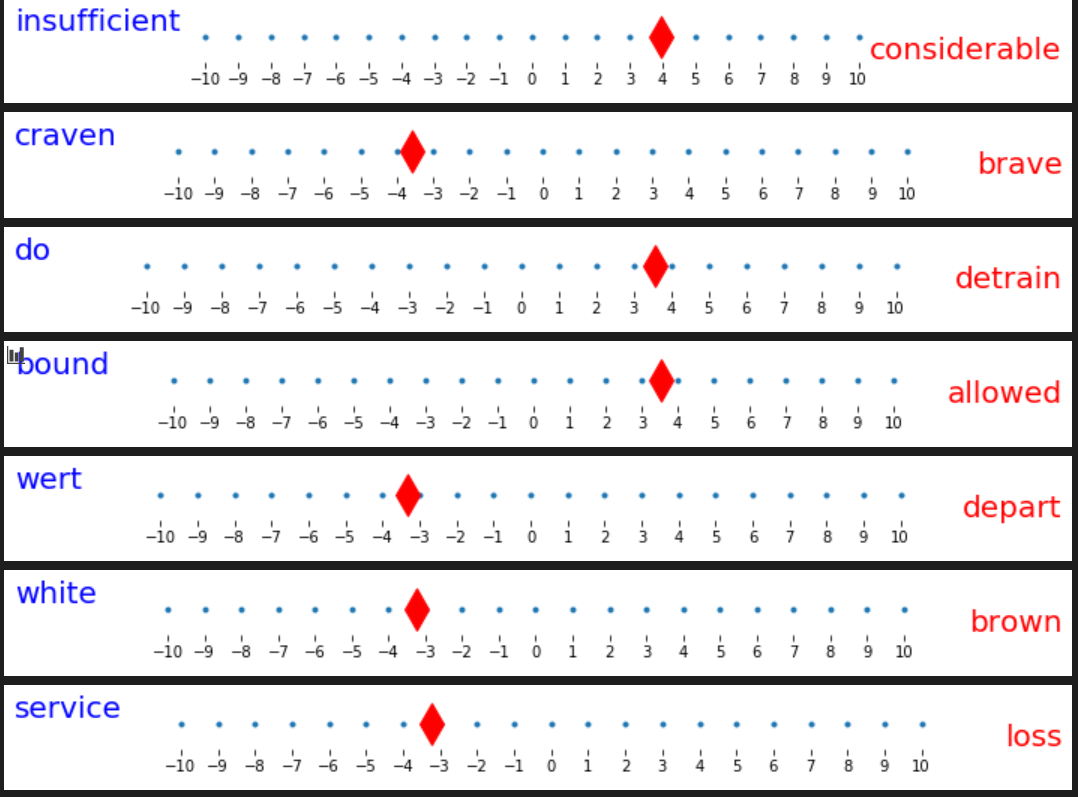 insufficient
considerable
−10 −9 −8 −7 −6 −5 −4 −3 −2 −1 0 1 2 3 4 5 6 7 8 9 10
craven
brave
−10 −9 −8 −7 −6 −5 −4 −3 −2 −1 0 1 2 3 4 5 6 7 8 9 10
do
detrain
−10 −9 −8 −7 −6 −5 −4 −3 −2 −1 0 1 2 3 4 5 6 7 8 9 10
bound
allowed
−10 −9 −8 −7 −6 −5 −4 −3 −2 −1 0 1 2 3 4 5 6 7 8 9 10
wert
depart
−10 −9 −8 −7 −6 −5 −4 −3 −2 −1 0 1 2 3 4 5 6 7 8 9 10
white
brown
−10 −9 −8 −7 −6 −5 −4 −3 −2 −1 0 1 2 3 4 5 6 7 8 9 10
service
loss
−10 −9 −8 −7 −6 −5 −4 −3 −2 −1 0 1 2 3 4 5 6 7 8 9 10